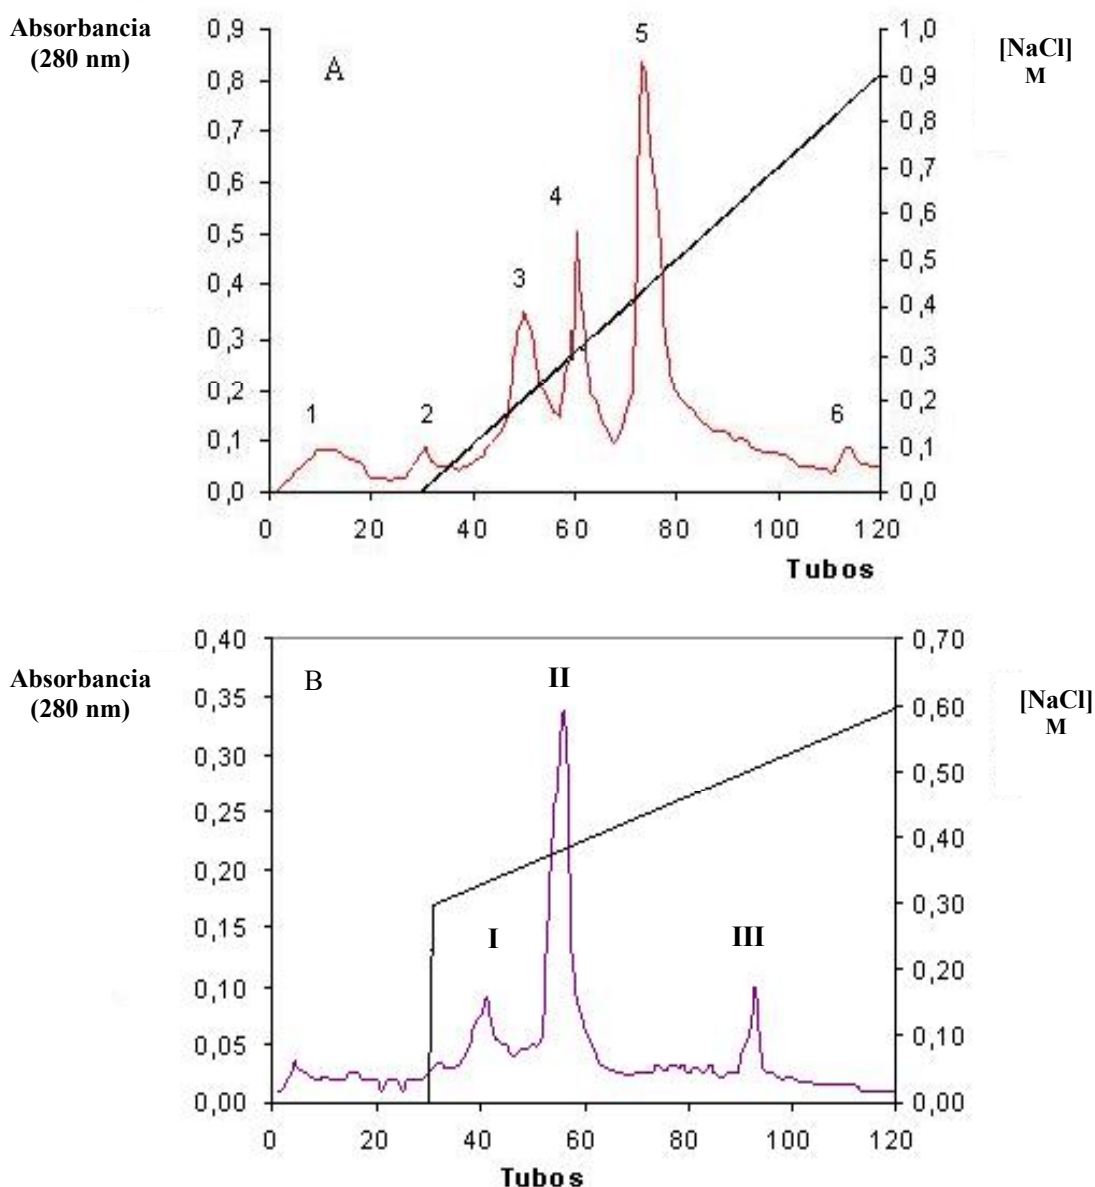 Absorbancia
(280 nm)
[NaCl]
M
A
0,9
0,8
0,7
0,6
0,5
0,4
0,3
0,2
0,1
0,0
1
2
3
4
5
6
1,0
0,9
0,8
0,7
0,6
0,5
0,4
0,3
0,2
0,1
0,0
0 20 40 60 80 100 120
Tubos
Absorbancia
(280 nm)
[NaCl]
M
B
0,40
0,35
0,30
0,25
0,20
0,15
0,10
0,05
0,00
I
II
III
0,70
0,60
0,50
0,40
0,30
0,20
0,10
0,00
0 20 40 60 80 100 120
Tubos